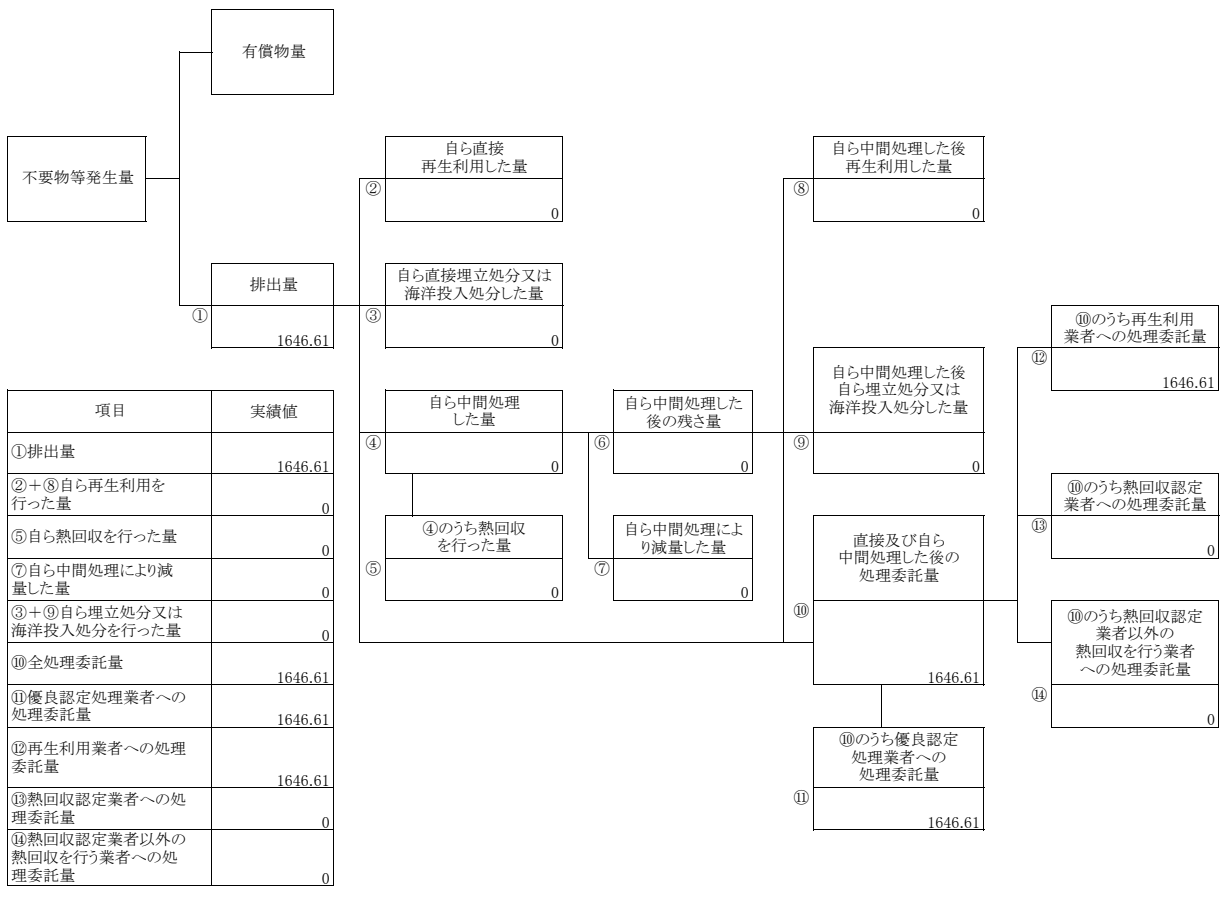 有償物量
不要物等発生量
排出量
①
1646.61
自ら直接
再生利用した量
②
0
自ら直接埋立処分又は
海洋投入処分した量
③
0
自ら中間処理
した量
④
0
④のうち熱回収
を行った量
⑤
0
自ら中間処理した
後の残さ量
⑥
0
自ら中間処理によ
り減量した量
⑦
0
自ら中間処理した後
再生利用した量
⑧
0
自ら中間処理した後
自ら埋立処分又は
海洋投入処分した量
⑨
0
直接及び自ら
中間処理した後の
処理委託量
⑩
1646.61
⑩のうち優良認定
処理業者への
処理委託量
⑪
1646.61
⑩のうち再生利用
業者への処理委託量
⑫
1646.61
⑩のうち熱回収認定
業者への処理委託量
⑬
0
⑩のうち熱回収認定
業者以外の
熱回収を行う業者
への処理委託量
⑭
0
項目 実績値
①排出量
1646.61
②＋⑧自ら再生利用を
行った量
0
⑤自ら熱回収を行った量
0
⑦自ら中間処理により減
量した量
0
③＋⑨自ら埋立処分又は
海洋投入処分を行った量
0
⑩全処理委託量
1646.61
⑪優良認定処理業者への
処理委託量
1646.61
⑫再生利用業者への処理
委託量
1646.61
⑬熱回収認定業者への処
理委託量
0
⑭熱回収認定業者以外の
熱回収を行う業者への処
理委託量
0